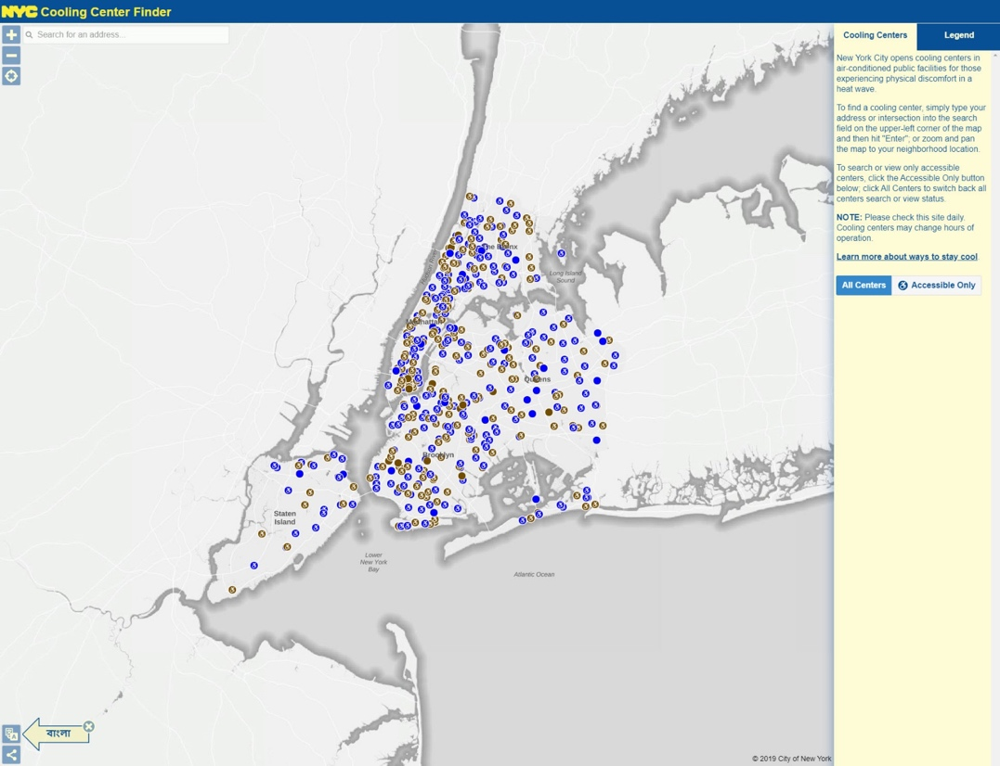 NYC Cooling Center Finder
Search for an address...
Cooling Centers
Legend
New York City opens cooling centers in
air-conditioned public facilities for those
experiencing physical discomfort in a
heat wave.
To find a cooling center, simply type your
address or intersection into the search
field on the upper-left corner of the map
and then hit "Enter"; or zoom and pan
the map to your neighborhood location.
To search or view only accessible
centers, click the Accessible Only button
below; click All Centers to switch back all
centers search or view status.
NOTE: Please check this site daily.
Cooling centers may change hours of
operation.
Learn more about ways to stay cool.
All Centers
Accessible Only
The Bronx
Long Island
Sound
Manhattan
Queens
Brooklyn
Staten
Island
Lower
New York
Bay
Atlantic Ocean
বাংলা
© 2019 City of New York